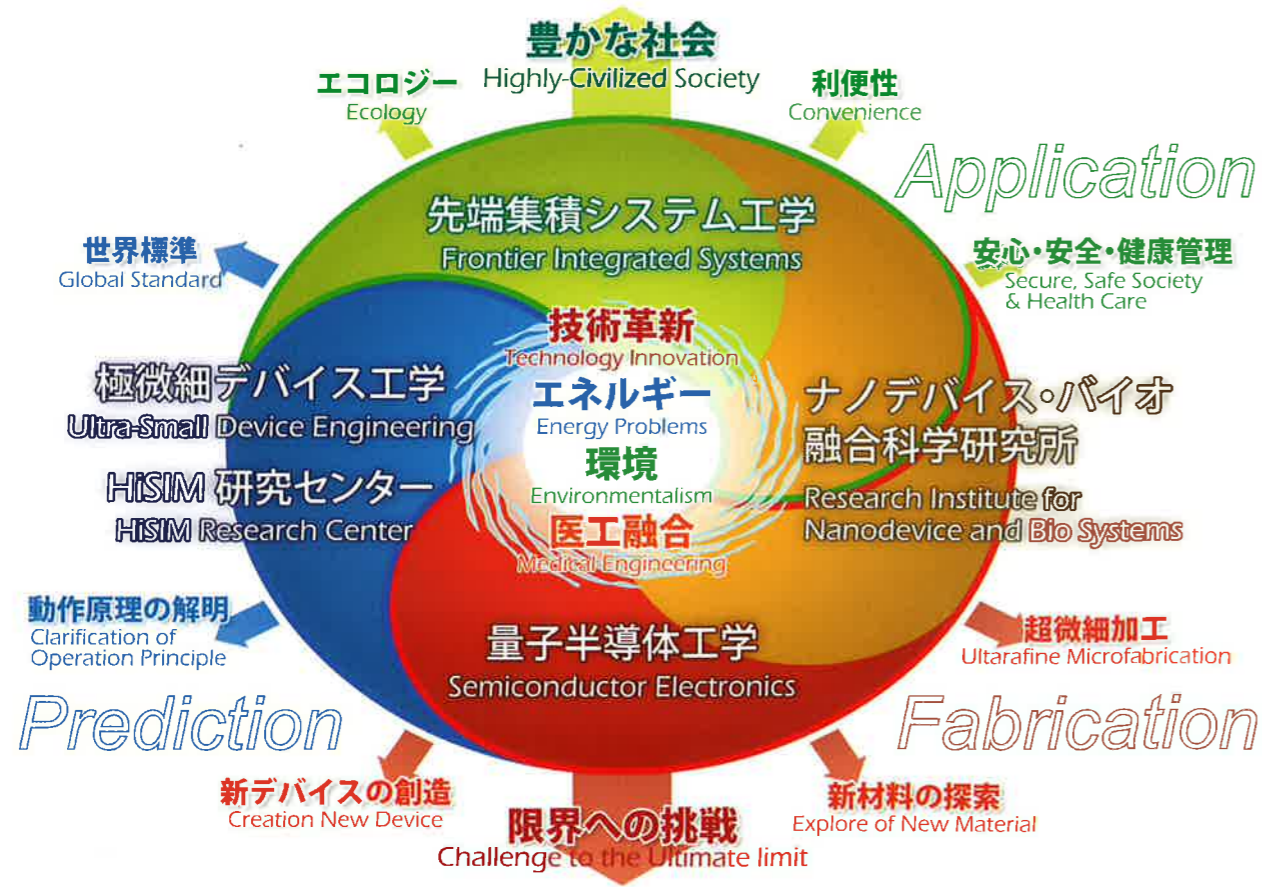 豊かな社会
Highly-Civilized Society
エコロジー
Ecology
利便性
Convenience
Application
先端集積システム工学
Frontier Integrated Systems
世界標準
Global Standard
安心・安全・健康管理
Secure, Safe Society
& Health Care
技術革新
Technology Innovation
エネルギー
Energy Problems
環境
Environmentalism
医工融合
Medical Engineering
極微細デバイス工学
Ultra-Small Device Engineering
HiSIM 研究センター
HiSIM Research Center
ナノデバイス・バイオ
融合科学研究所
Research Institute for
Nanodevice and Bio Systems
動作原理の解明
Clarification of
Operation Principle
量子半導体工学
Semiconductor Electronics
超微細加工
Ultarafine Microfabrication
Prediction
Fabrication
新デバイスの創造
Creation New Device
限界への挑戦
Challenge to the Ultimate limit
新材料の探索
Explore of New Material